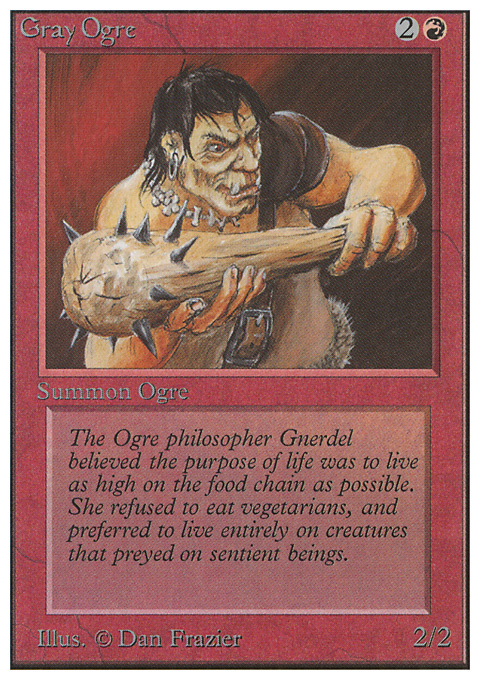 Gray Ogre 2
Summon Ogre
The Ogre philosopher Gnerdel
believed the purpose of life was to live
as high on the food chain as possible.
She refused to eat vegetarians, and
preferred to live entirely on creatures
that preyed on sentient beings.
Illus. © Dan Frazier 2/2